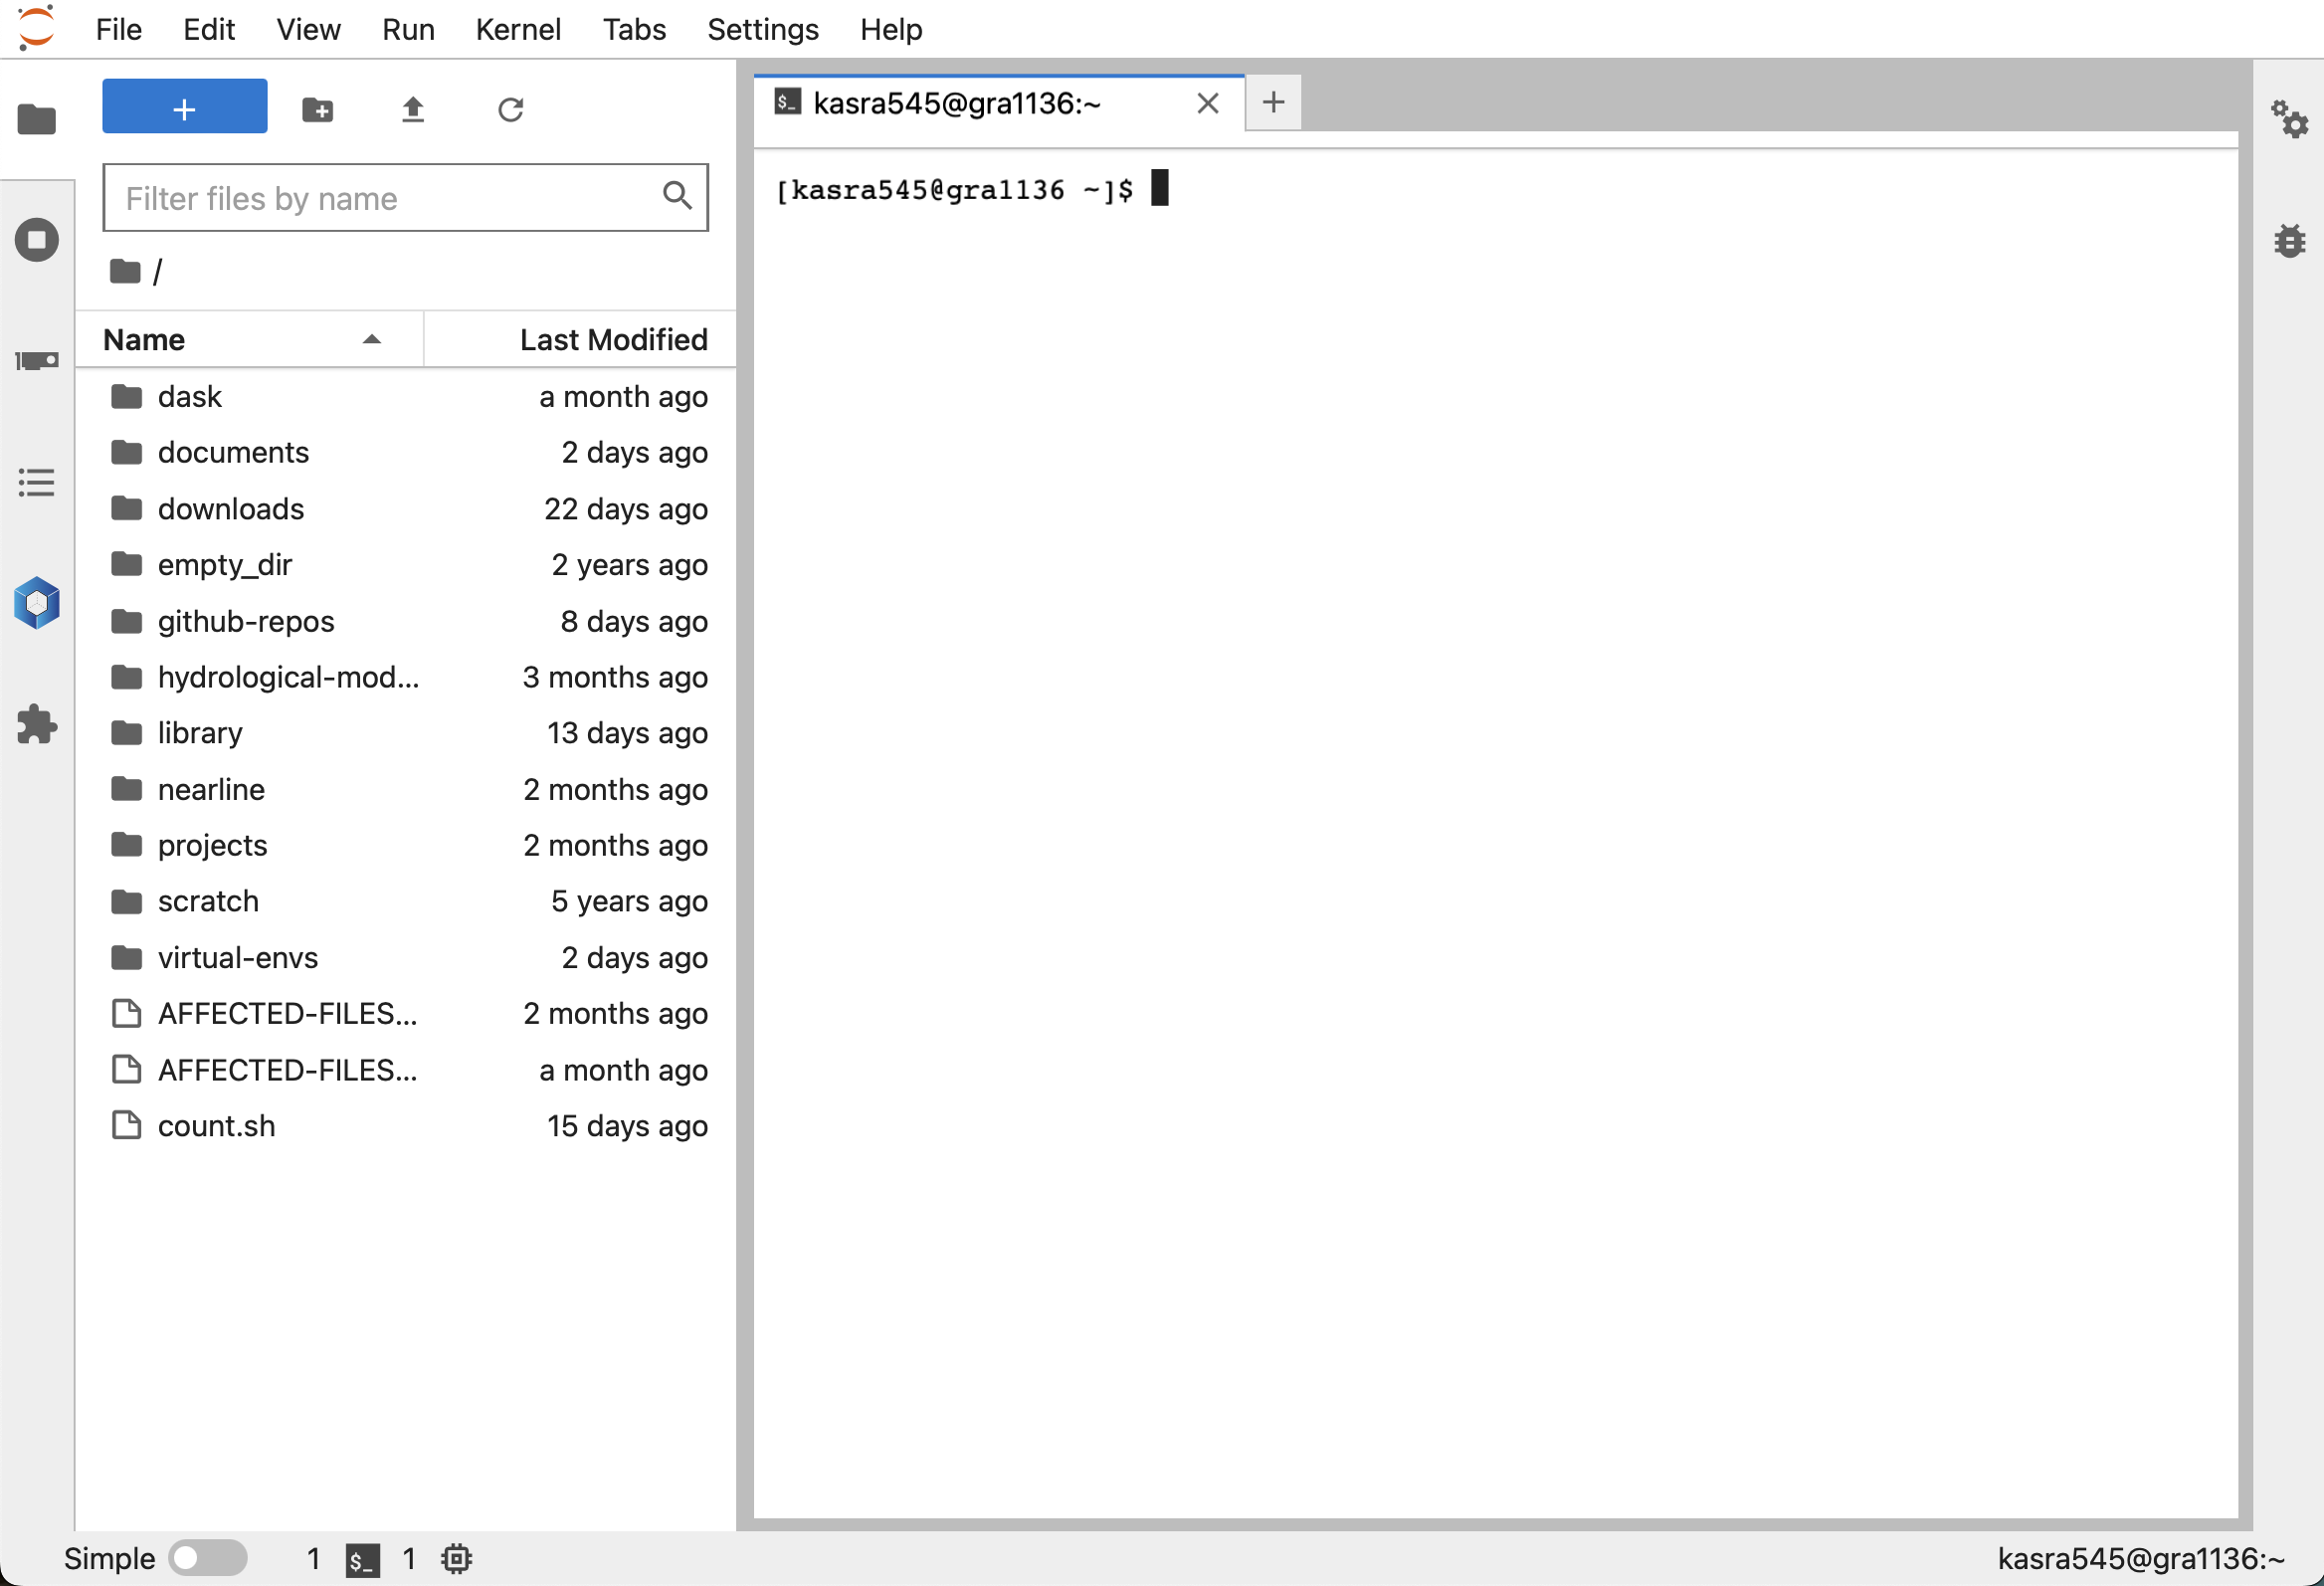 File Edit View Run Kernel Tabs Settings Help
+
$_ kasra545@gra1136:~ × +
Filter files by name
[kasra545@gra1136 ~]$
/
Name Last Modified
dask a month ago
documents 2 days ago
downloads 22 days ago
empty_dir 2 years ago
github-repos 8 days ago
hydrological-mod... 3 months ago
library 13 days ago
nearline 2 months ago
projects 2 months ago
scratch 5 years ago
virtual-envs 2 days ago
AFFECTED-FILES... 2 months ago
AFFECTED-FILES... a month ago
count.sh 15 days ago
Simple 1 $_ 1 kasra545@gra1136:~